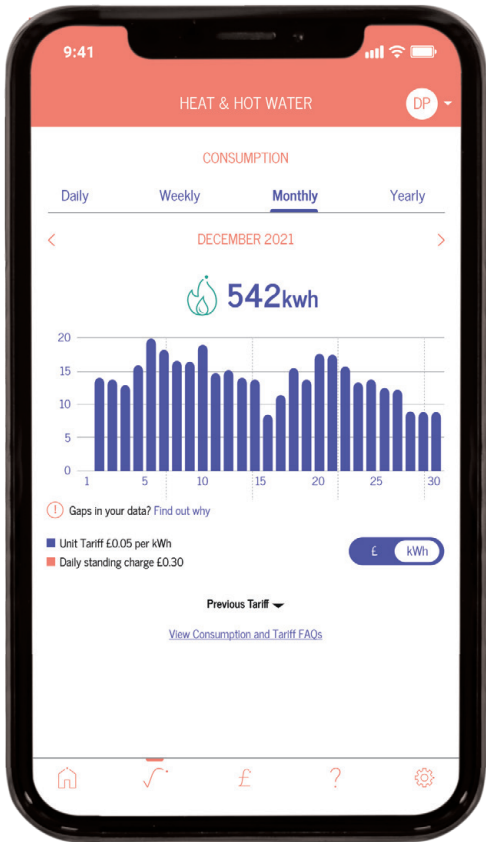 9:41
HEAT & HOT WATER
DP
CONSUMPTION
Daily Weekly Monthly Yearly
DECEMBER 2021
542kwh
20
15
10
5
0
1 5 10 15 20 25 30
! Gaps in your data? Find out why
Unit Tariff £0.05 per kWh
£ kWh
Daily standing charge £0.30
Previous Tariff
View Consumption and Tariff FAQs
£ ?